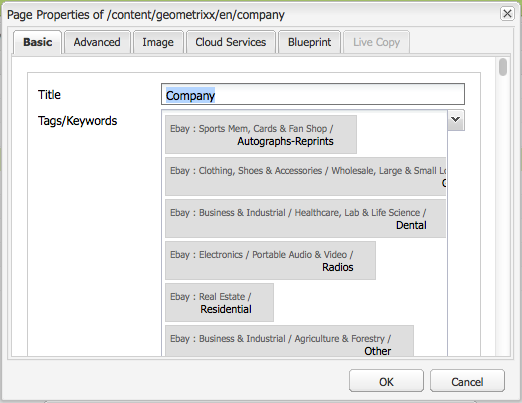 Page Properties of /content/geometrixx/en/company
Basic Advanced Image Cloud Services Blueprint Live Copy
Title Company
Tags/Keywords
Ebay : Sports Mem, Cards & Fan Shop /
Autographs-Reprints
Ebay : Clothing, Shoes & Accessories / Wholesale, Large & Small Lo
Ebay : Business & Industrial / Healthcare, Lab & Life Science /
Dental
Ebay : Electronics / Portable Audio & Video /
Radios
Ebay : Real Estate /
Residential
Ebay : Business & Industrial / Agriculture & Forestry /
Other
OK Cancel